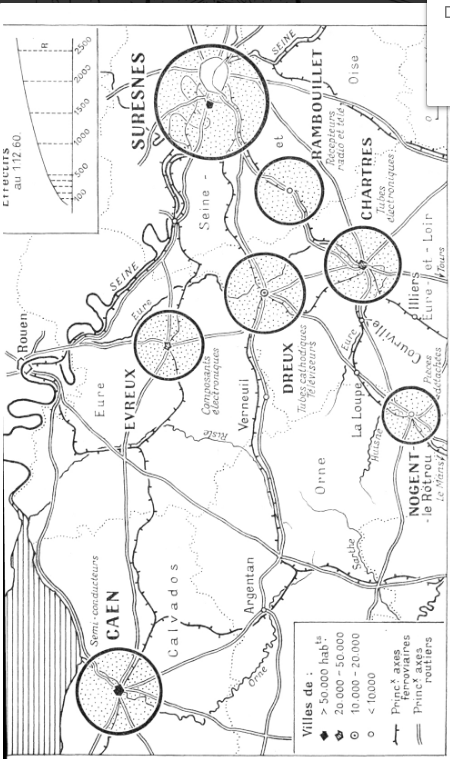 Effectifs
au 1 12 60.
R
2500
2000
1500
1000
500
100
SURESNES
SEINE
RAMBOUILLET
Récepteurs
radio et télé
Oise
et
Seine -
CHARTRES
Tubes
électroniques
Eure - et - Loir
Tours
Illiers
Courville
Eure
SEINE
Rouen
Eure
Eure
EVREUX
Composants
électroniques
DREUX
Tubes cathodiques
Téléviseurs
Verneuil
Risle
La Loupe
Huisne
Pièces
détachées
NOGENT-
-le Rotrou
Le Mans
Orne
Sarthe
Semi-conducteurs
CAEN
Calvados
Argentan
Orne
Villes de :
> 50.000 habts
20.000 - 50.000
10.000 - 20.000
< 10.000
Princx axes
ferroviaires
Princx axes
routiers